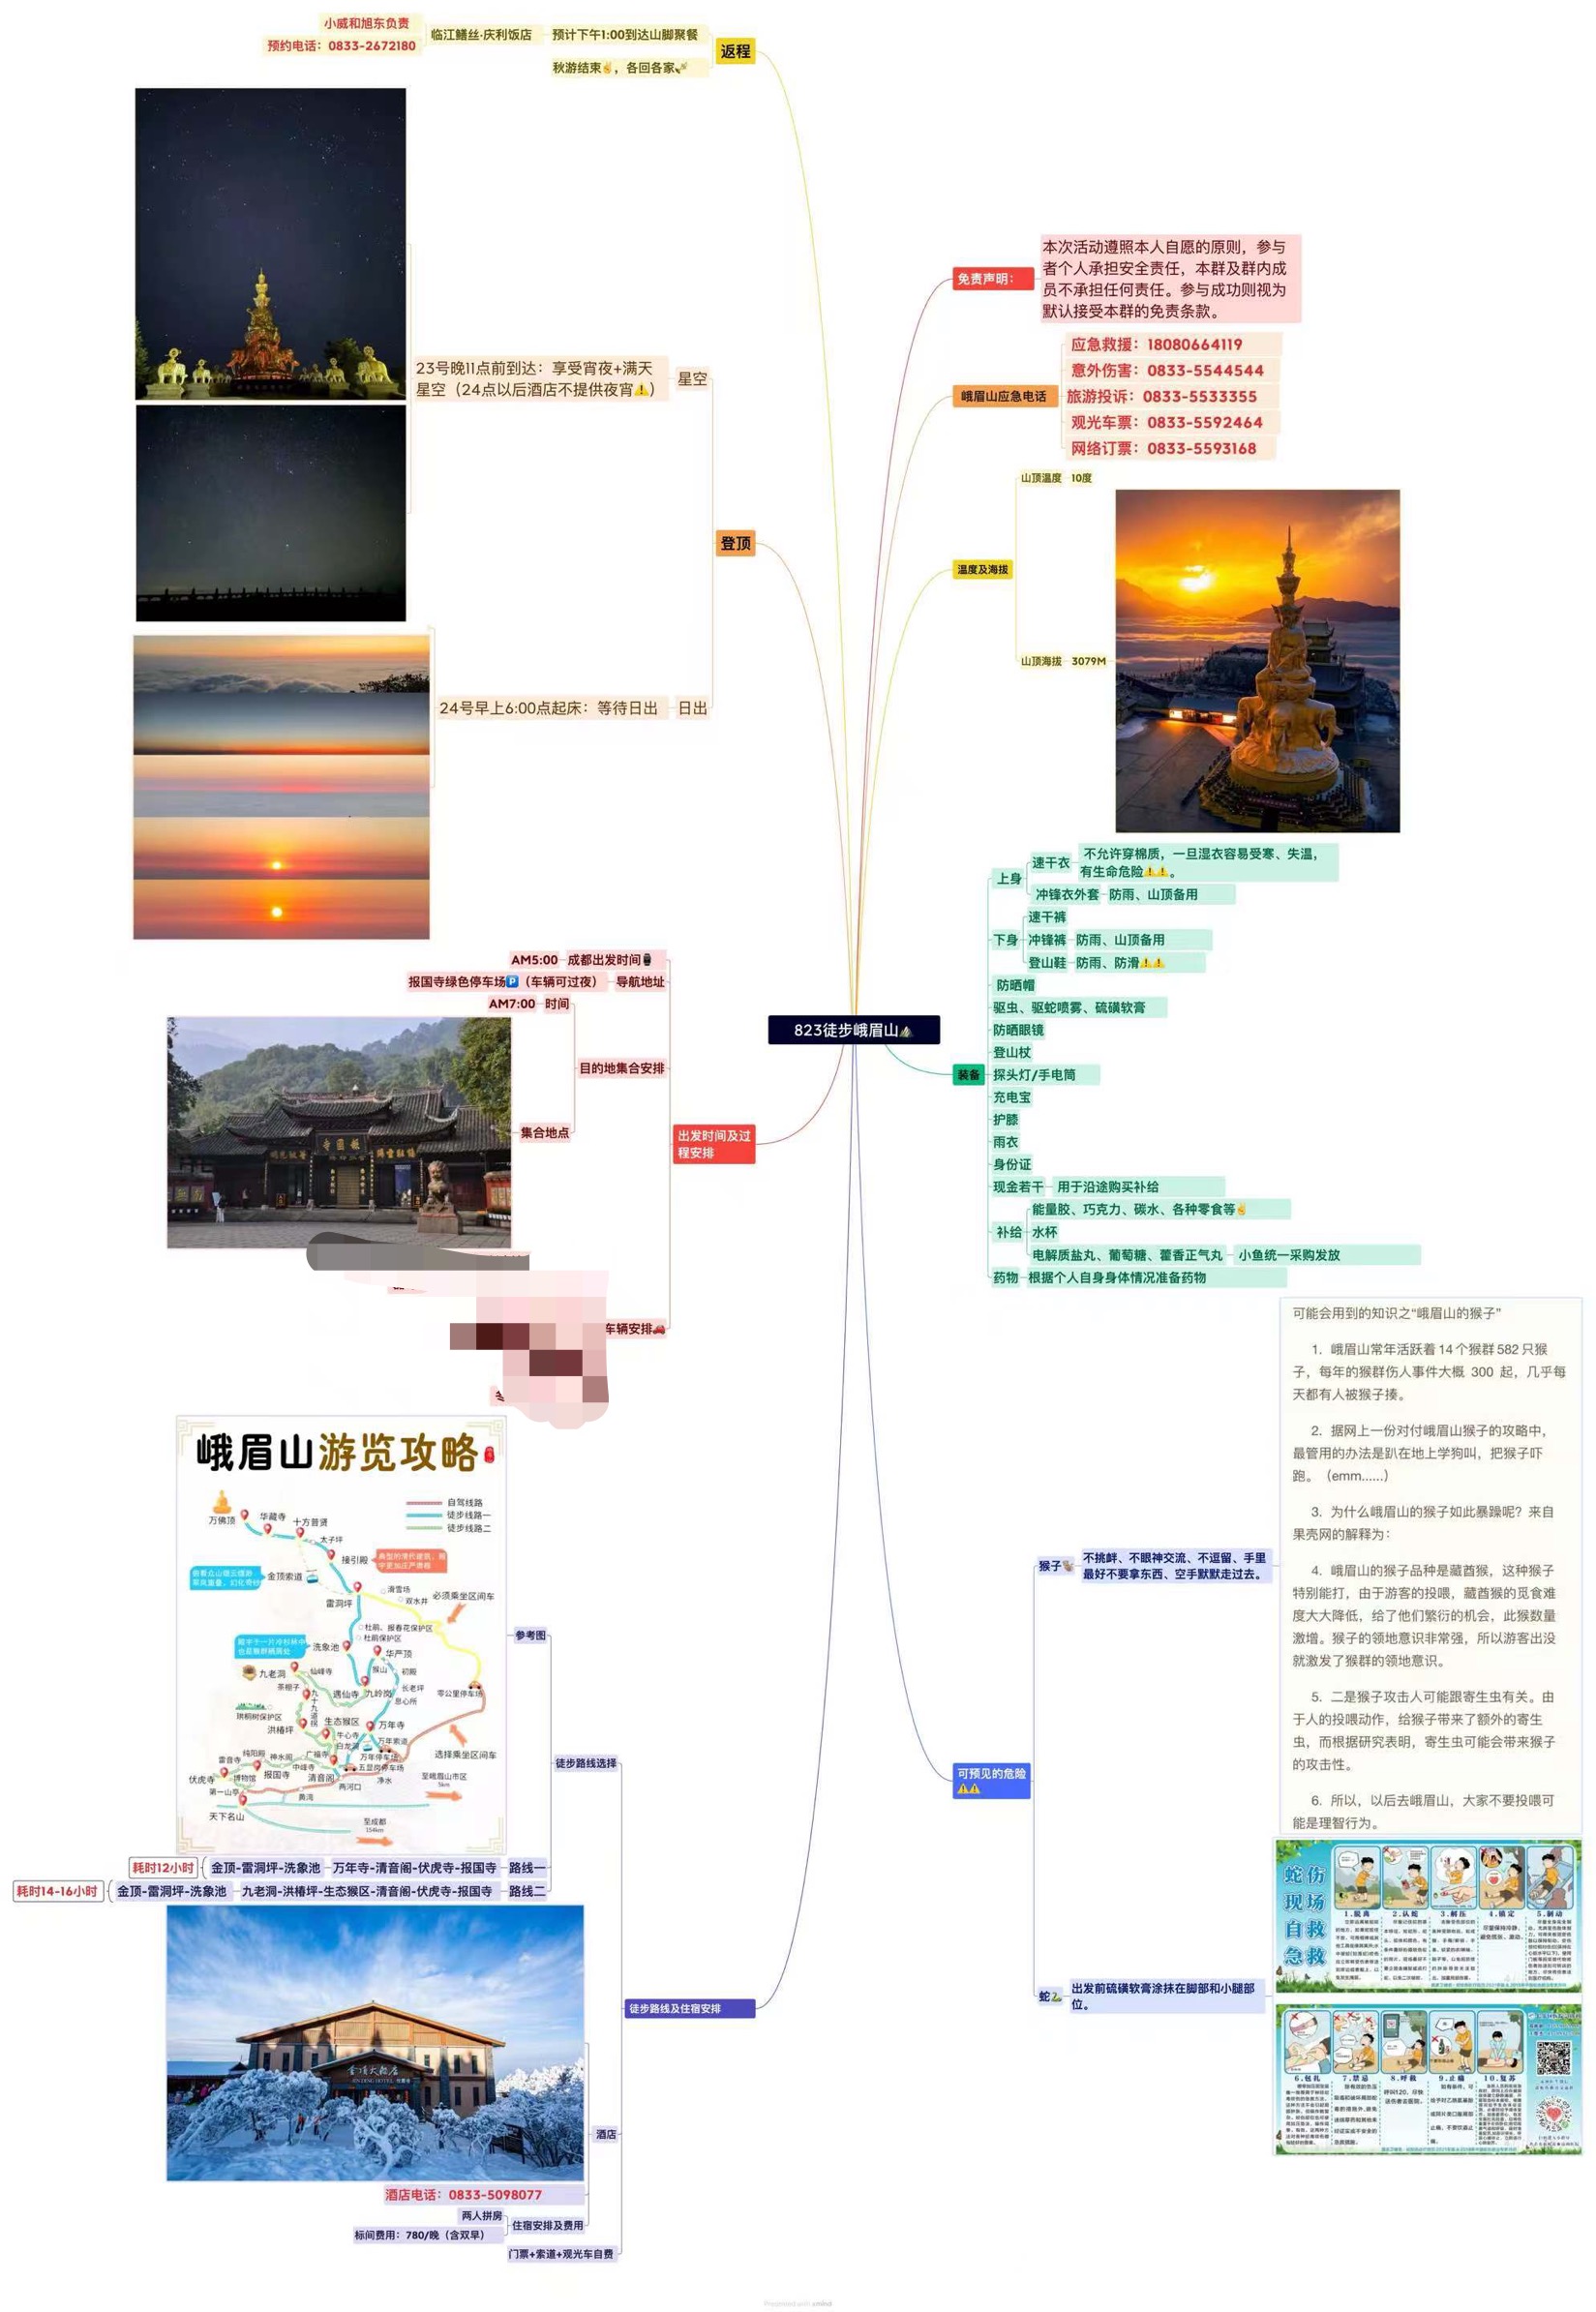 小威和旭东负责
预约电话：0833-2672180
临江鳝丝·庆利饭店
预计下午1:00到达山脚聚餐
秋游结束✌️，各回各家🎉
返程
23号晚11点前到达：享受宵夜+满天
星空（24点以后酒店不提供夜宵⚠️）
星空
登顶
24号早上6:00点起床：等待日出
日出
AM5:00
成都出发时间⌚
报国寺绿色停车场🅿️（车辆可过夜）
导航地址
AM7:00
时间
目的地集合安排
集合地点
报国寺
车辆安排🚗
出发时间及过
程安排
823徒步峨眉山⛰️
免责声明：
本次活动遵照本人自愿的原则，参与
者个人承担安全责任，本群及群内成
员不承担任何责任。参与成功则视为
默认接受本群的免责条款。
峨眉山应急电话
应急救援：18080664119
意外伤害：0833-5544544
旅游投诉：0833-5533355
观光车票：0833-5592464
网络订票：0833-5593168
温度及海拔
山顶温度
10度
山顶海拔
3079M
装备
上身
速干衣
不允许穿棉质，一旦湿衣容易受寒、失温，
有生命危险⚠️⚠️。
冲锋衣外套
防雨、山顶备用
下身
速干裤
冲锋裤
防雨、山顶备用
登山鞋
防雨、防滑⚠️⚠️
防晒帽
驱虫、驱蛇喷雾、硫磺软膏
防晒眼镜
登山杖
探头灯/手电筒
充电宝
护膝
雨衣
身份证
现金若干
用于沿途购买补给
补给
能量胶、巧克力、碳水、各种零食等✌️
水杯
电解质盐丸、葡萄糖、藿香正气丸
小鱼统一采购发放
药物
根据个人自身身体情况准备药物
可预见的危险
⚠️⚠️
猴子🐒
不挑衅、不眼神交流、不逗留、手里
最好不要拿东西、空手默默走过去。
可能会用到的知识之“峨眉山的猴子”
1. 峨眉山常年活跃着14个猴群582只猴
子，每年的猴群伤人事件大概 300 起，几乎每
天都有人被猴子揍。
2. 据网上一份对付峨眉山猴子的攻略中，
最管用的办法是趴在地上学狗叫，把猴子吓
跑。（emm......）
3. 为什么峨眉山的猴子如此暴躁呢？来自
果壳网的解释为：
4. 峨眉山的猴子品种是藏酋猴，这种猴子
特别能打，由于游客的投喂，藏酋猴的觅食难
度大大降低，给了他们繁衍的机会，此猴数量
激增。猴子的领地意识非常强，所以游客出没
就激发了猴群的领地意识。
5. 二是猴子攻击人可能跟寄生虫有关。由
于人的投喂动作，给猴子带来了额外的寄生
虫，而根据研究表明，寄生虫可能会带来猴子
的攻击性。
6. 所以，以后去峨眉山，大家不要投喂可
能是理智行为。
蛇🐍
出发前硫磺软膏涂抹在脚部和小腿部
位。
蛇伤
现场
自救
急救
1.脱离
2.认蛇
3.解压
4.镇定
5.制动
尽量保持冷静，
避免慌张、激动。
6.包扎
7.禁忌
8.呼救
9.止痛
10.复苏
呼叫120，尽快
送伤者去医院。
峨眉山游览攻略
自驾线路
徒步线路一
徒步线路二
万佛顶
华藏寺
十方普贤
太子坪
接引殿
金顶索道
雷洞坪
滑雪场
双水井
必须乘坐区间车
杜鹃、报春花保护区
杜鹃保护区
洗象池
华严顶
九老洞
仙峰寺
猴山
初殿
茶棚子
遇仙寺
九岭岗
长老坪
息心所
零公里停车场
九十九道拐
珙桐树保护区
洪椿坪
生态猴区
万年寺
牛心寺
白龙洞
万年索道
选择乘坐区间车
雷音寺
纯阳殿
神水阁
广福寺
万年停车场
中峰寺
五显岗停车场
伏虎寺
博物馆
报国寺
清音阁
净水
两河口
至峨眉山市区
5km
第一山亭
黄湾
天下名山
至成都
154km
参考图
耗时12小时
金顶-雷洞坪-洗象池
万年寺-清音阁-伏虎寺-报国寺
路线一
耗时14-16小时
金顶-雷洞坪-洗象池
九老洞-洪椿坪-生态猴区-清音阁-伏虎寺-报国寺
路线二
徒步路线选择
徒步路线及住宿安排
金顶大酒店
JINDING HOTEL
酒店
酒店电话：0833-5098077
两人拼房
标间费用：780/晚（含双早）
住宿安排及费用
门票+索道+观光车自费
Presented with xmind